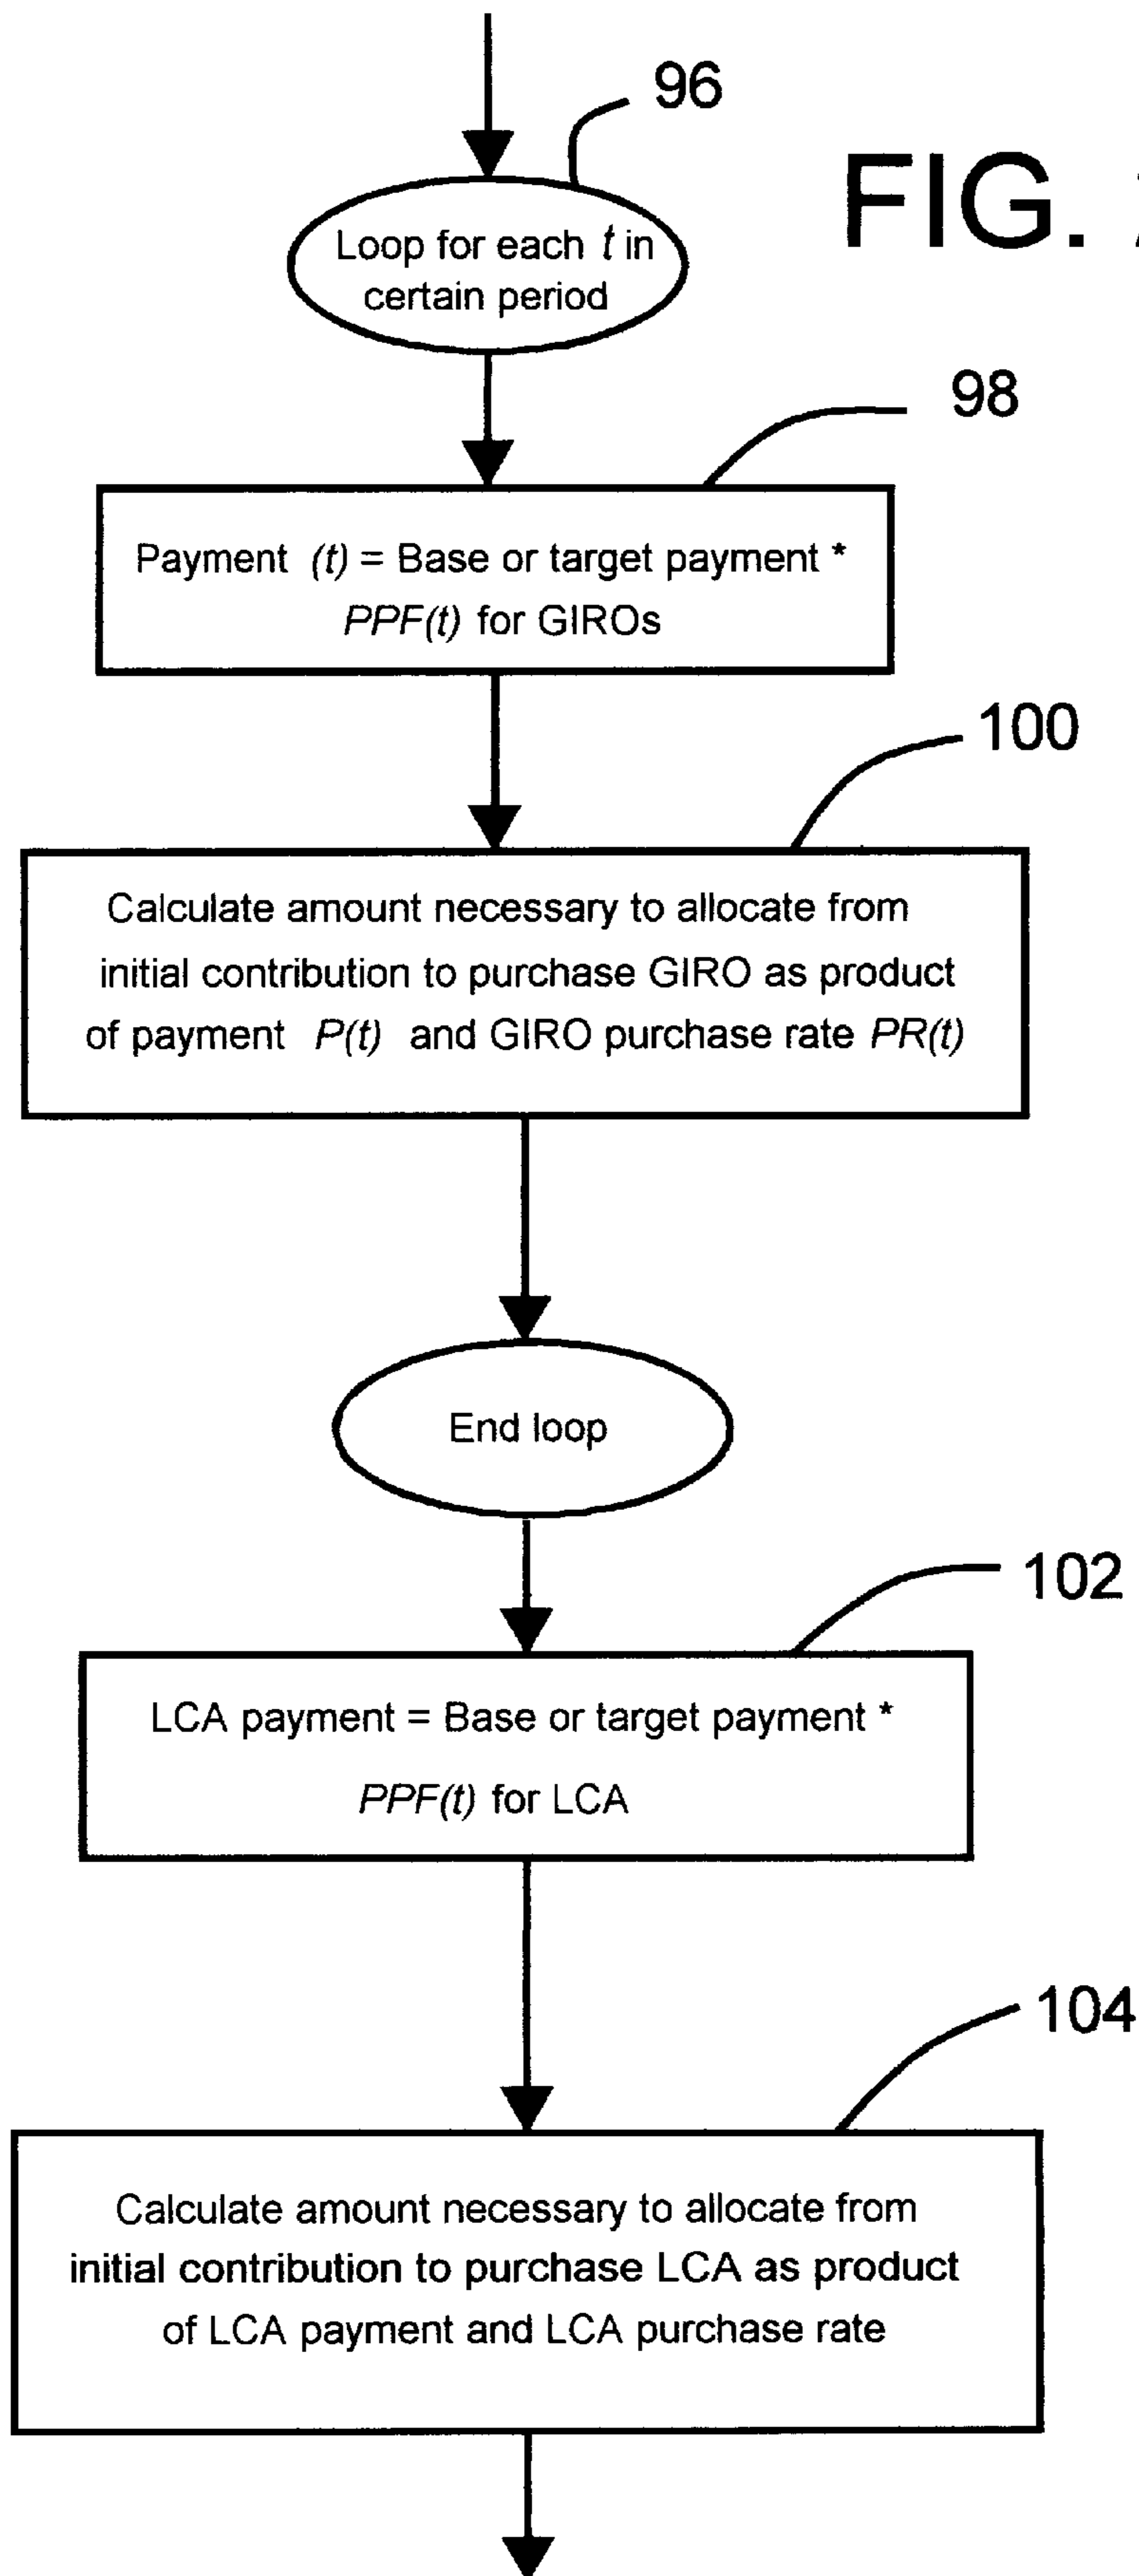 96
FIG.
Loop for each t in
certain period
98
Payment (t) = Base or target payment *
PPF(t) for GIROs
100
Calculate amount necessary to allocate from
initial contribution to purchase GIRO as product
of payment P(t) and GIRO purchase rate PR(t)
End loop
102
LCA payment = Base or target payment *
PPF(t) for LCA
104
Calculate amount necessary to allocate from
initial contribution to purchase LCA as product
of LCA payment and LCA purchase rate